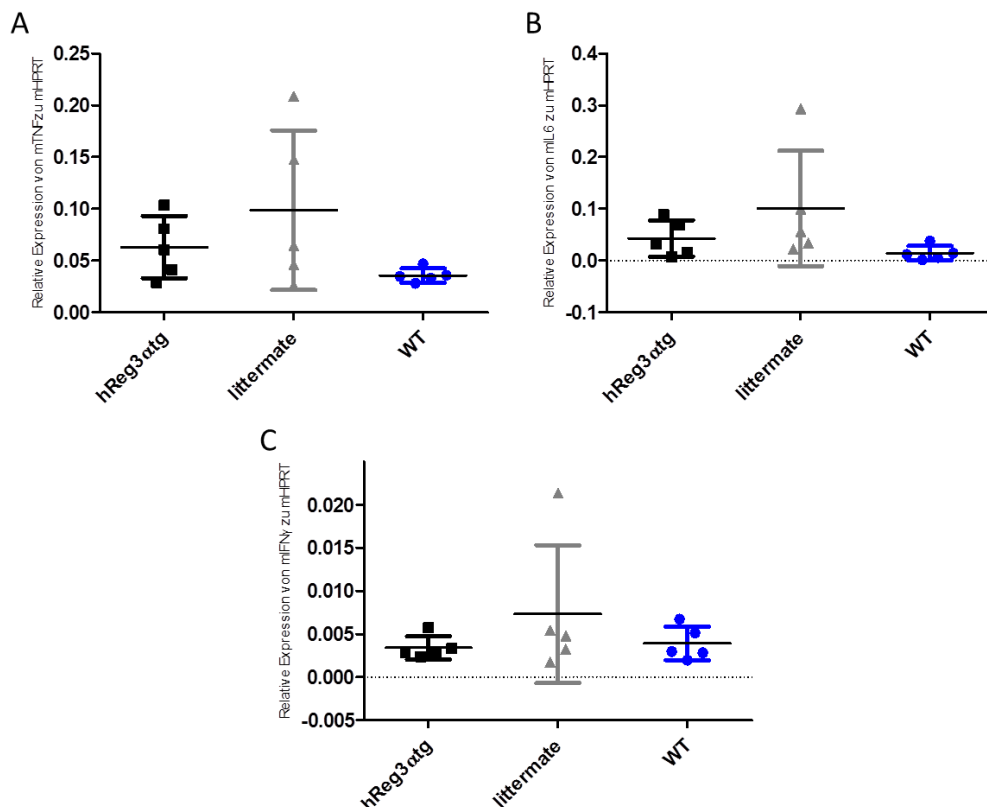 A
Relative Expression von mTNFzu mHPRT
0.25
0.20
0.15
0.10
0.05
0.00
hReg3αtg
littermate
WT
B
Relative Expression von mIL6 zu mHPRT
0.4
0.3
0.2
0.1
0.0
-0.1
hReg3αtg
littermate
WT
C
Relative Expression von mIFNγ zu mHPRT
0.020
0.015
0.010
0.005
0.000
-0.005
hReg3αtg
littermate
WT